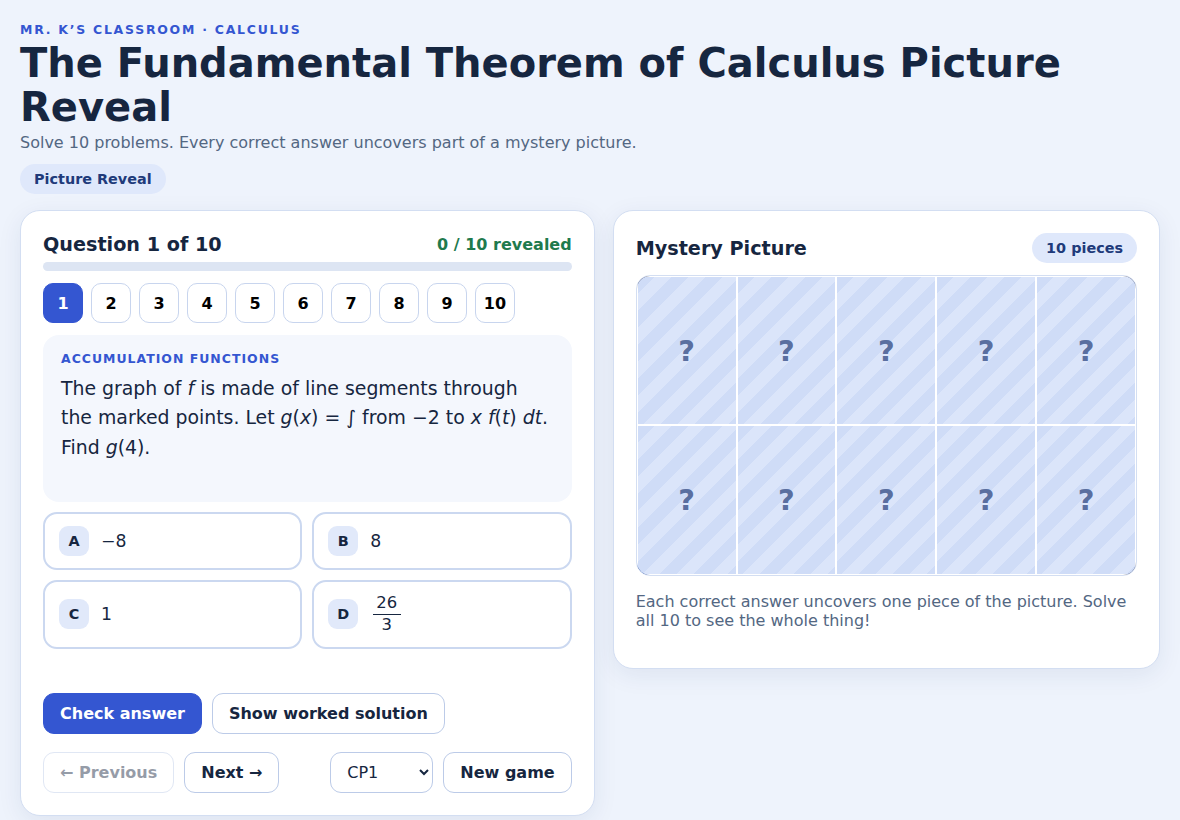 MR. K’S CLASSROOM · CALCULUS
The Fundamental Theorem of Calculus Picture
Reveal
Solve 10 problems. Every correct answer uncovers part of a mystery picture.
Picture Reveal
Question 1 of 10
0 / 10 revealed
1 2 3 4 5 6 7 8 9 10
ACCUMULATION FUNCTIONS
The graph of f is made of line segments through
the marked points. Let g(x) = ∫ from −2 to x f(t) dt.
Find g(4).
A −8
B 8
C 1
D 26/3
Check answer
Show worked solution
← Previous
Next →
CP1
New game
Mystery Picture
10 pieces
? ? ? ? ?
? ? ? ? ?
Each correct answer uncovers one piece of the picture. Solve
all 10 to see the whole thing!